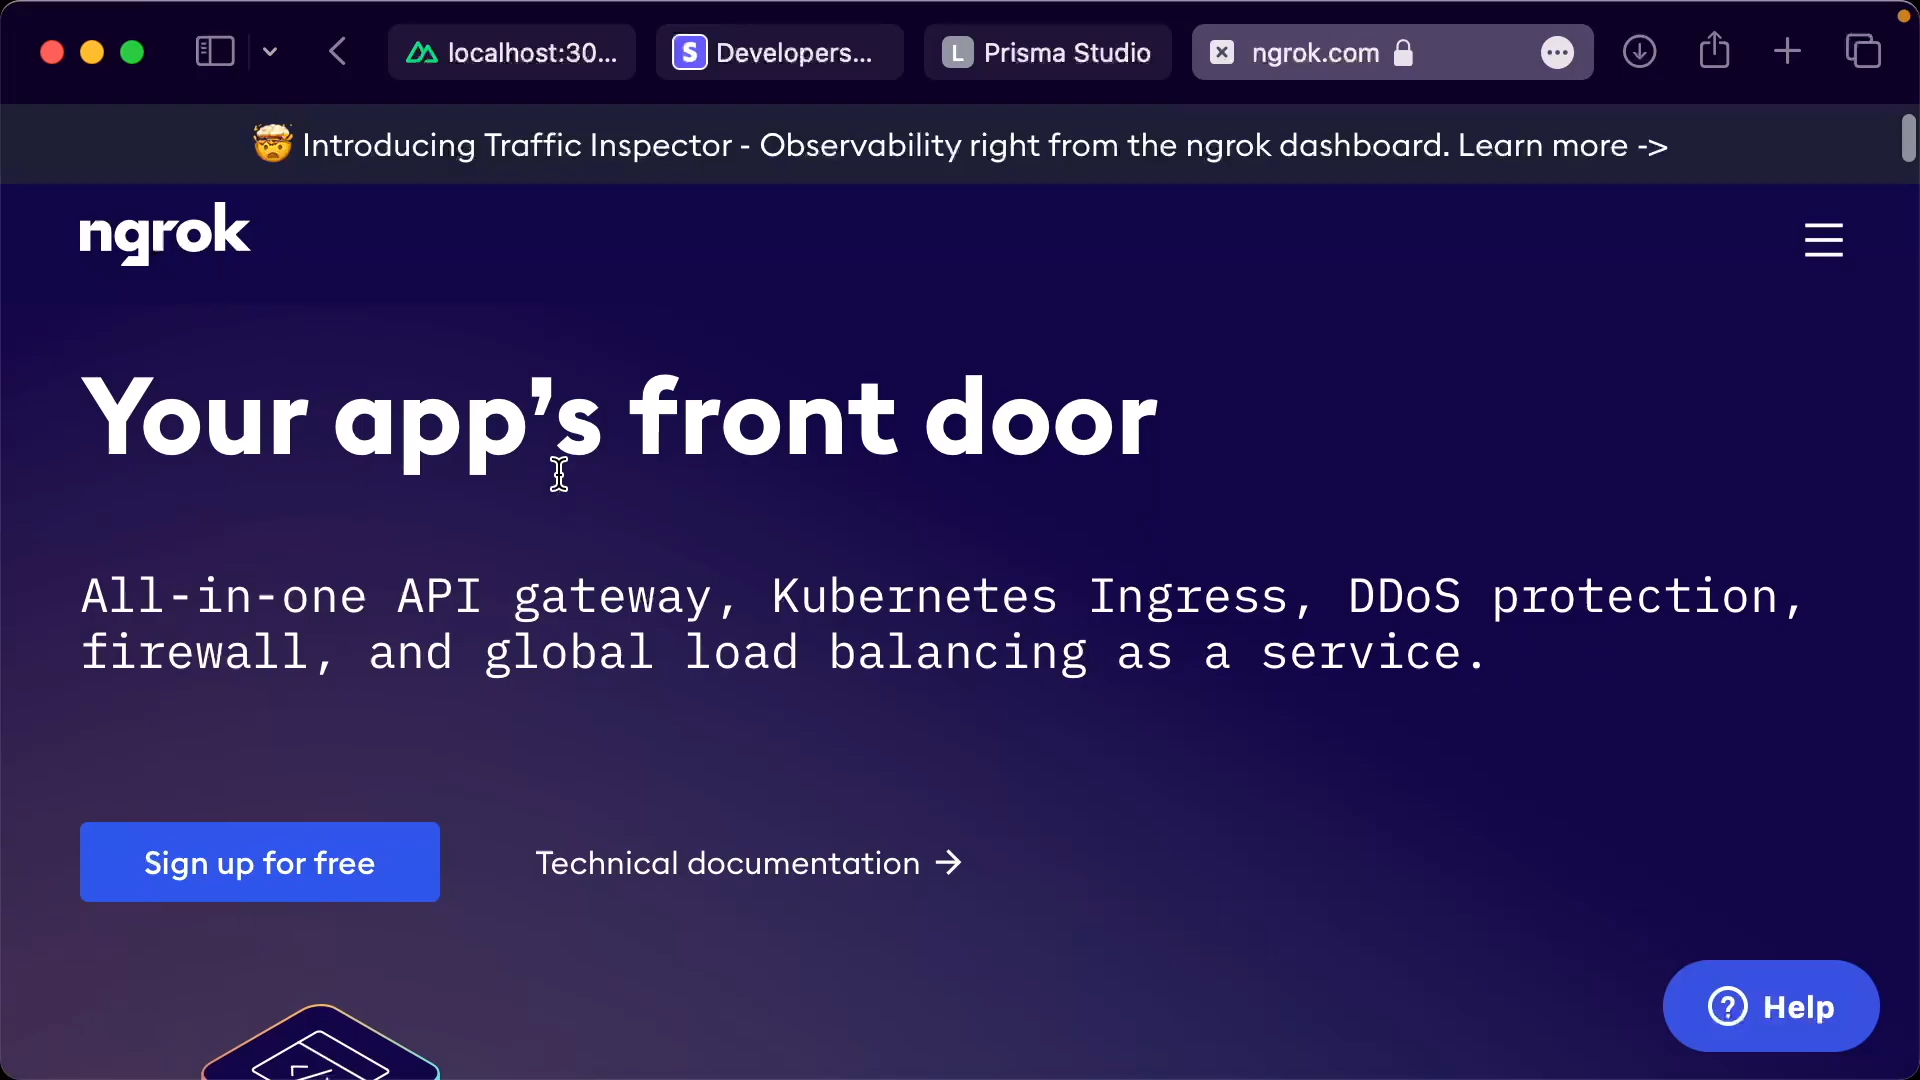 localhost:30...
S Developers...
L Prisma Studio
ngrok.com
🤯 Introducing Traffic Inspector - Observability right from the ngrok dashboard. Learn more ->
ngrok
Your app’s front door
All-in-one API gateway, Kubernetes Ingress, DDoS protection,
firewall, and global load balancing as a service.
Sign up for free
Technical documentation →
? Help